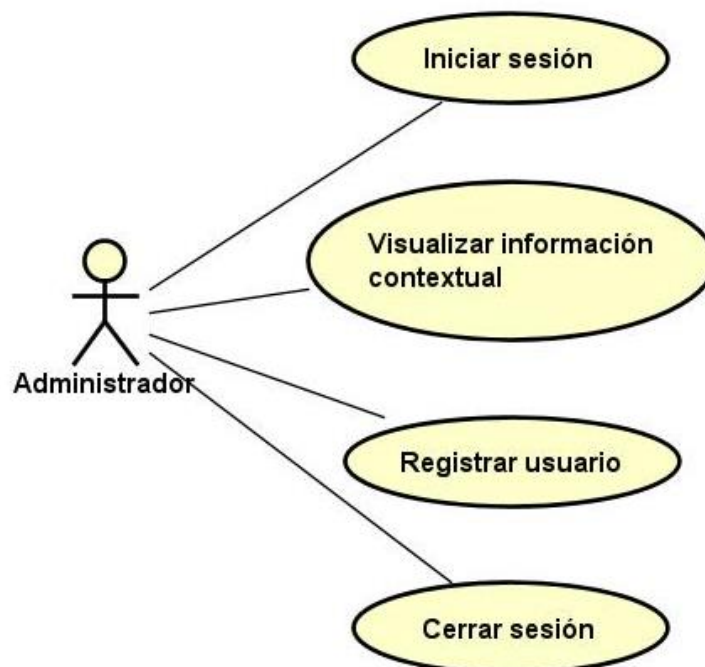 Iniciar sesión
Visualizar información
contextual
Administrador
Registrar usuario
Cerrar sesión